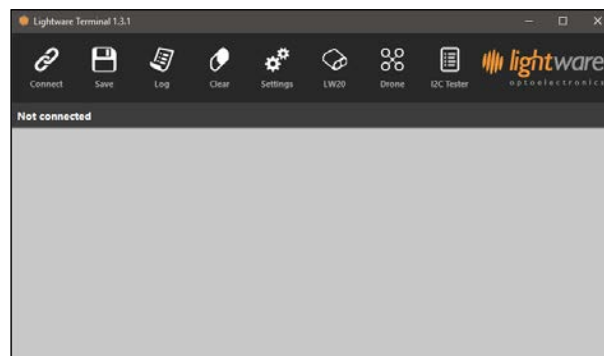 Lightware Terminal 1.3.1
Connect Save Log Clear Settings LW20 Drone I2C Tester
lightware
optoelectronics
Not connected